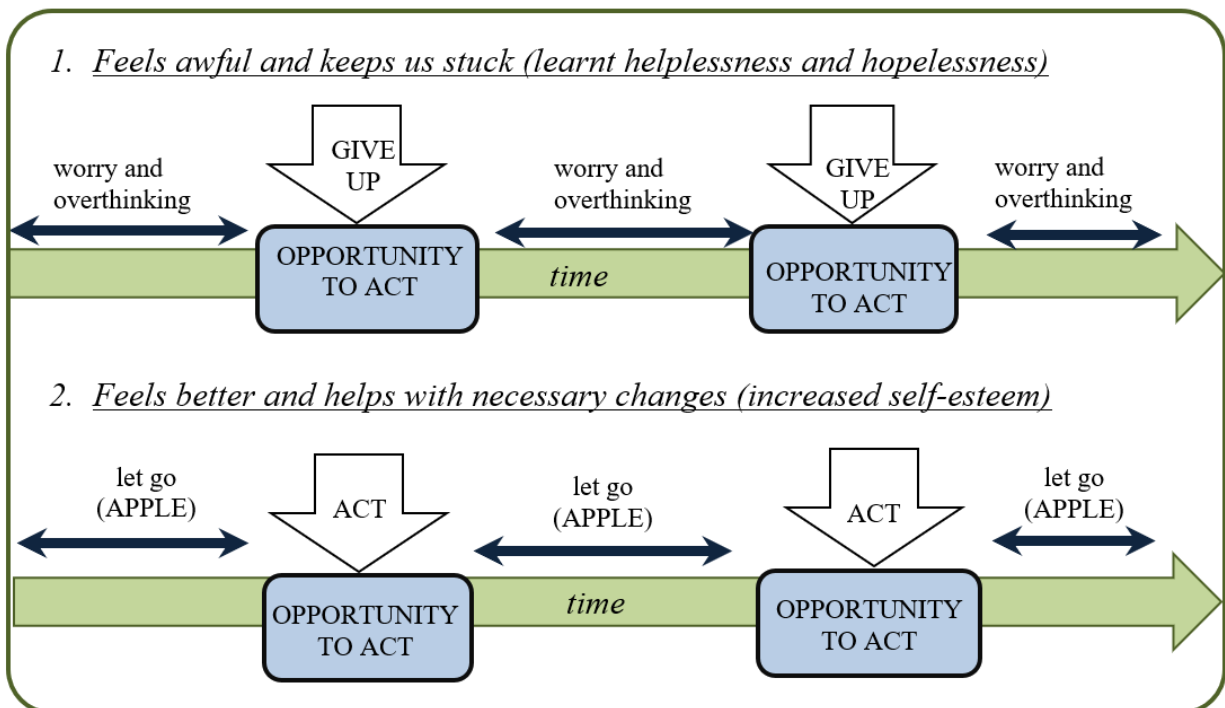 1. Feels awful and keeps us stuck (learnt helplessness and hopelessness)
GIVE
UP
GIVE
UP
worry and
overthinking
worry and
overthinking
worry and
overthinking
OPPORTUNITY
TO ACT
time
OPPORTUNITY
TO ACT
2. Feels better and helps with necessary changes (increased self-esteem)
let go
(APPLE)
ACT
let go
(APPLE)
ACT
let go
(APPLE)
OPPORTUNITY
TO ACT
time
OPPORTUNITY
TO ACT